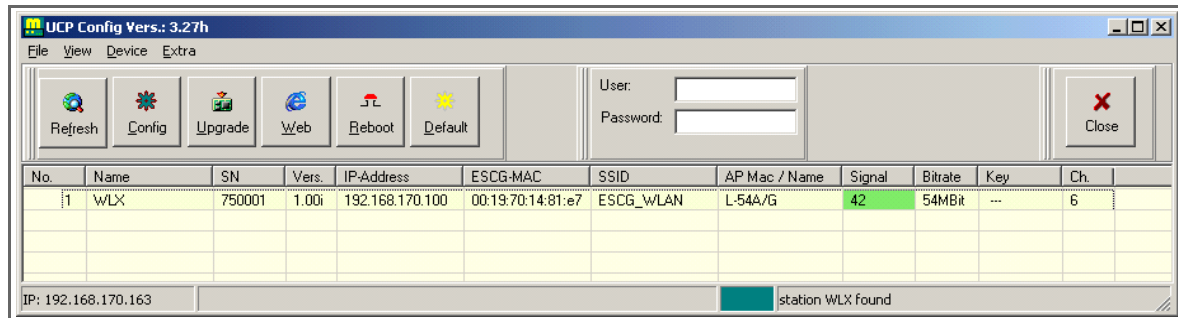 UCP Config Vers.: 3.27h
File View Device Extra
Refresh Config Upgrade Web Reboot Default
User:
Password:
Close
No. Name SN Vers. IP-Address ESCG-MAC SSID AP Mac / Name Signal Bitrate Key Ch.
1 WLX 750001 1.00i 192.168.170.100 00:19:70:14:81:e7 ESCG_WLAN L-54A/G 42 54MBit --- 6
IP: 192.168.170.163 station WLX found